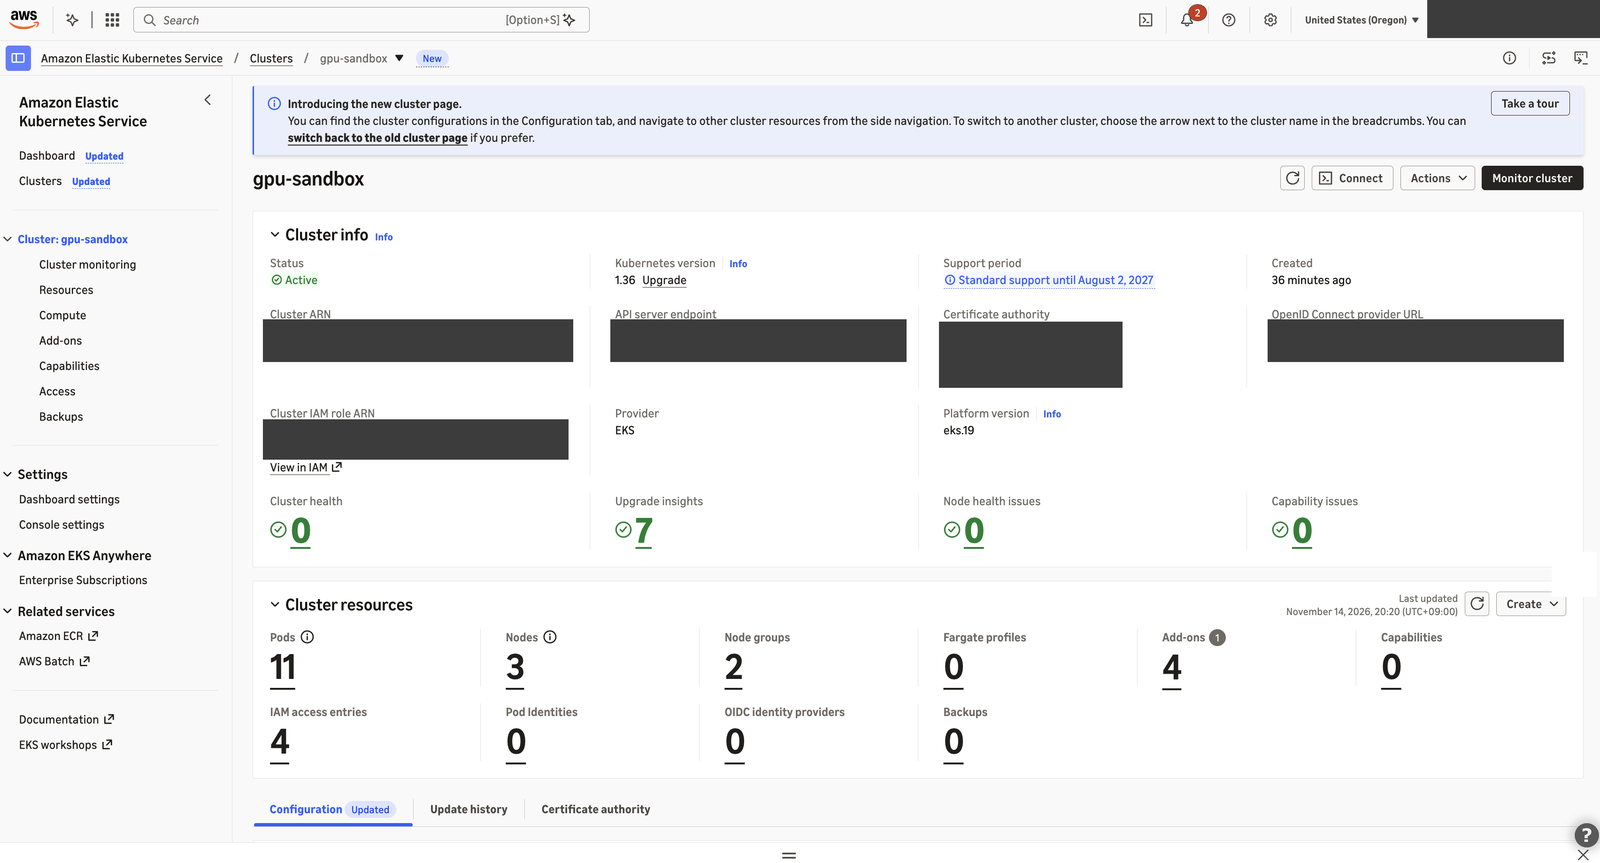 aws
Search
[Option+S]
2
United States (Oregon)
Amazon Elastic Kubernetes Service / Clusters / gpu-sandbox
New
Amazon Elastic
Kubernetes Service
Dashboard Updated
Clusters Updated
Cluster: gpu-sandbox
Cluster monitoring
Resources
Compute
Add-ons
Capabilities
Access
Backups
Settings
Dashboard settings
Console settings
Amazon EKS Anywhere
Enterprise Subscriptions
Related services
Amazon ECR
AWS Batch
Documentation
EKS workshops
Introducing the new cluster page.
You can find the cluster configurations in the Configuration tab, and navigate to other cluster resources from the side navigation. To switch to another cluster, choose the arrow next to the cluster name in the breadcrumbs. You can
switch back to the old cluster page if you prefer.
Take a tour
gpu-sandbox
Connect
Actions
Monitor cluster
Cluster info Info
Status
Active
Kubernetes version Info
1.36 Upgrade
Support period
Standard support until August 2, 2027
Created
36 minutes ago
Cluster ARN
API server endpoint
Certificate authority
OpenID Connect provider URL
Cluster IAM role ARN
View in IAM
Provider
EKS
Platform version Info
eks.19
Cluster health
0
Upgrade insights
7
Node health issues
0
Capability issues
0
Cluster resources
Last updated
November 14, 2026, 20:20 (UTC+09:00)
Create
Pods
11
Nodes
3
Node groups
2
Fargate profiles
0
Add-ons 1
4
Capabilities
0
IAM access entries
4
Pod Identities
0
OIDC identity providers
0
Backups
0
Configuration Updated
Update history
Certificate authority